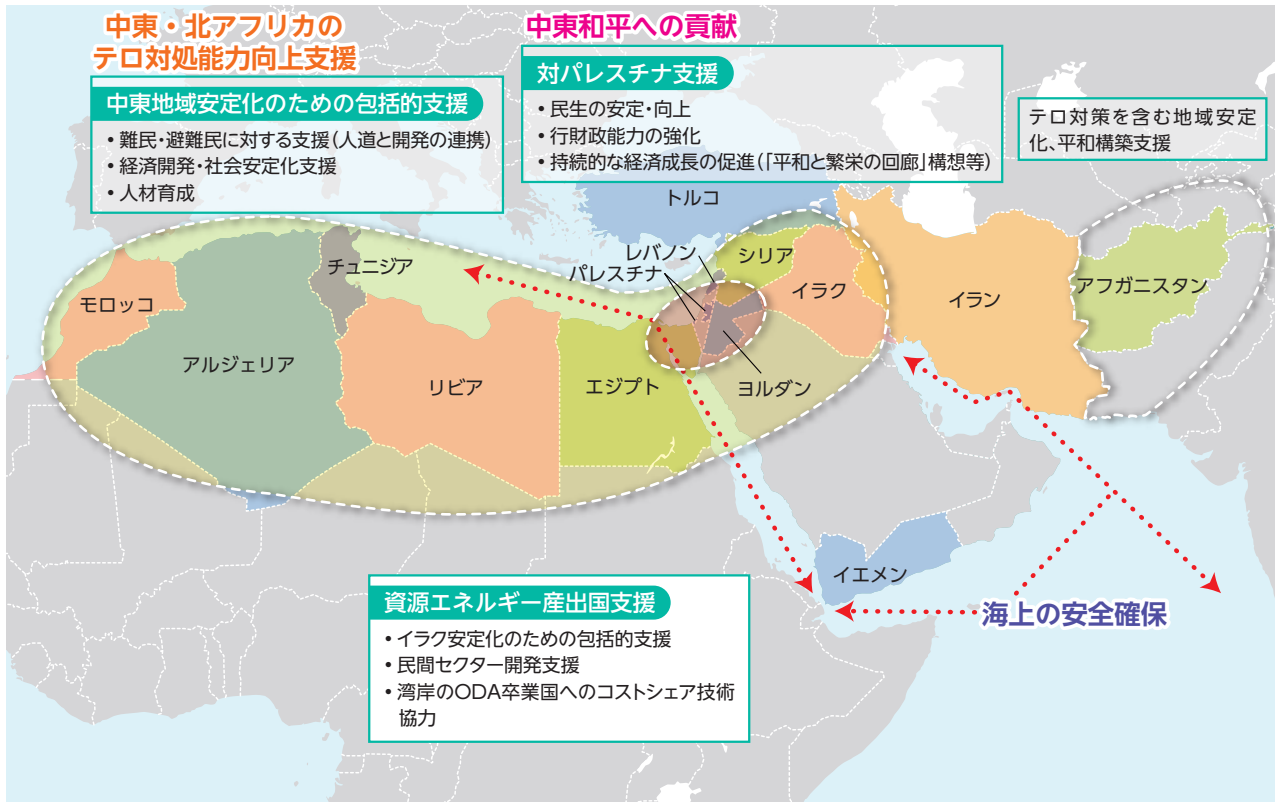 中東・北アフリカの
テロ対処能力向上支援
中東地域安定化のための包括的支援
• 難民・避難民に対する支援（人道と開発の連携）
• 経済開発・社会安定化支援
• 人材育成
中東和平への貢献
対パレスチナ支援
• 民生の安定・向上
• 行財政能力の強化
• 持続的な経済成長の促進（「平和と繁栄の回廊」構想等）
テロ対策を含む地域安定
化、平和構築支援
トルコ
レバノン
パレスチナ
シリア
チュニジア
モロッコ
イラク
イラン
アフガニスタン
アルジェリア
リビア
エジプト
ヨルダン
イエメン
海上の安全確保
資源エネルギー産出国支援
• イラク安定化のための包括的支援
• 民間セクター開発支援
• 湾岸のODA卒業国へのコストシェア技術
協力